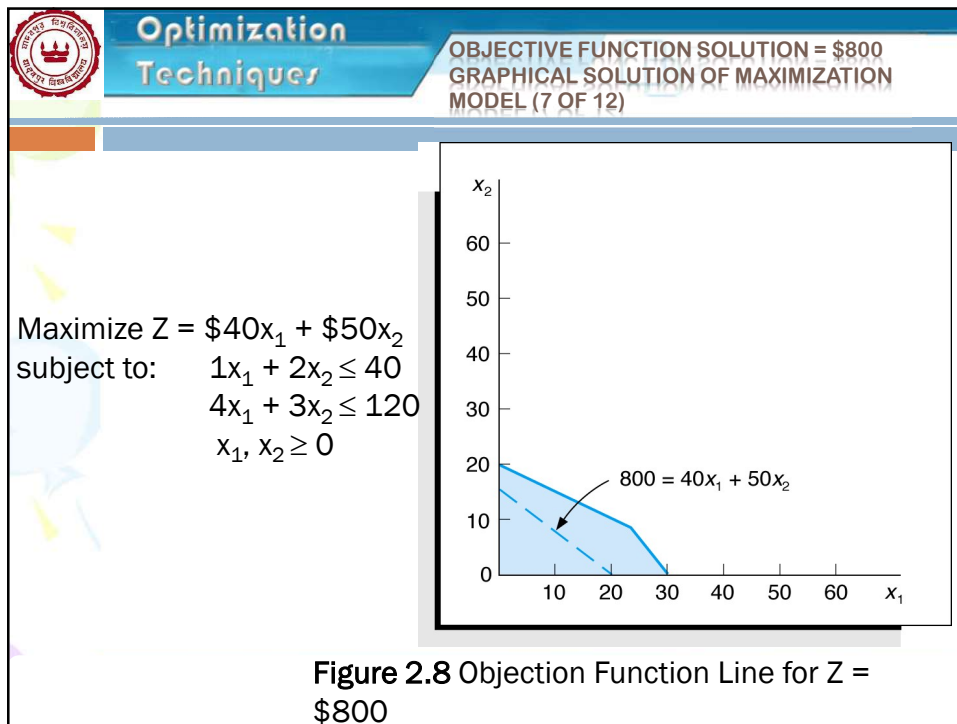 Optimization
Techniques
OBJECTIVE FUNCTION SOLUTION = $800
GRAPHICAL SOLUTION OF MAXIMIZATION
MODEL (7 OF 12)
Maximize Z = $40x₁ + $50x₂
subject to: 1x₁ + 2x₂ ≤ 40
4x₁ + 3x₂ ≤ 120
x₁, x₂ ≥ 0
x₂
60
50
40
30
20
10
0
800 = 40x₁ + 50x₂
10 20 30 40 50 60 x₁
Figure 2.8 Objection Function Line for Z =
$800